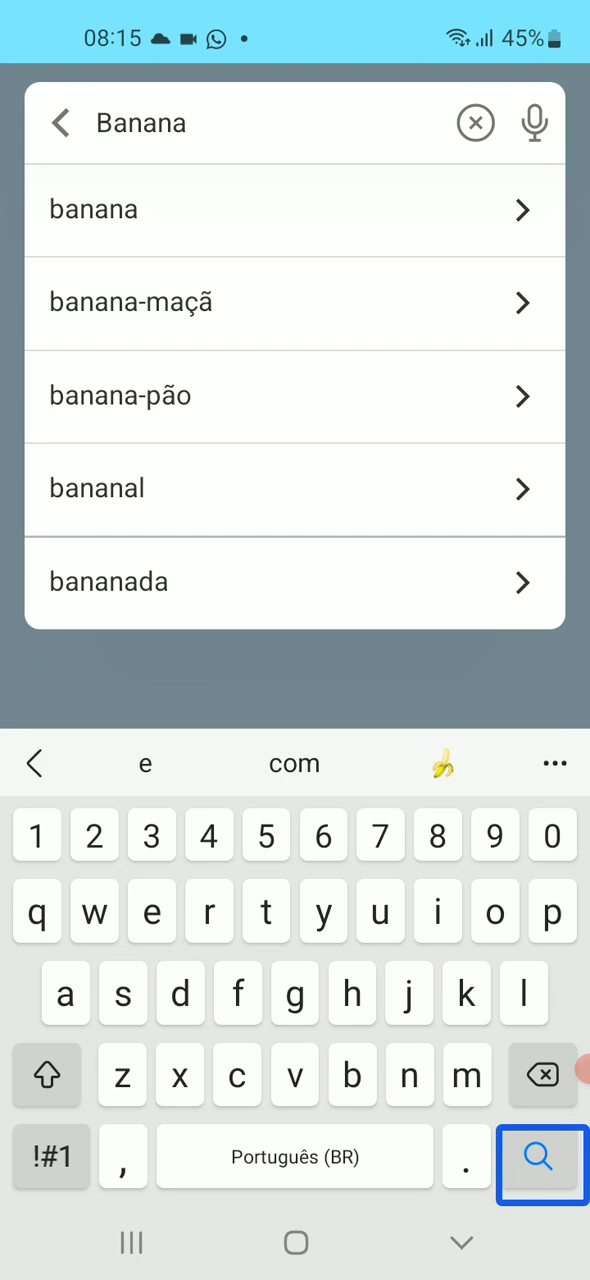 08:15 45%
Banana
banana
banana-maçã
banana-pão
bananal
bananada
e com
1 2 3 4 5 6 7 8 9 0
q w e r t y u i o p
a s d f g h j k l
z x c v b n m
!#1 , Português (BR) .